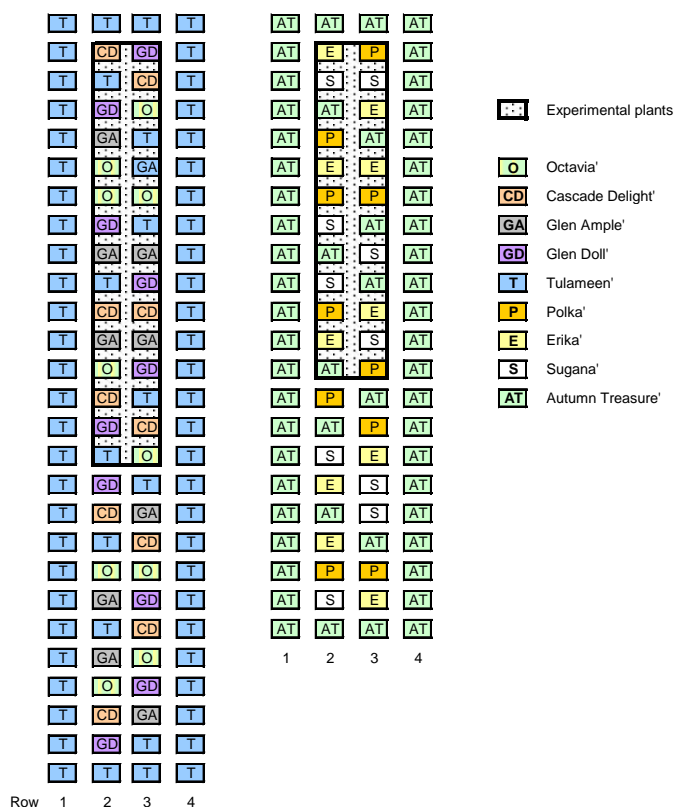 T T T T AT AT AT AT
T CD GD T AT E P AT
T T CD T AT S S AT
T GD O T AT AT E AT Experimental plants
T GA T T AT P AT AT
T O GA T AT E E AT O Octavia'
T O O T AT P P AT CD Cascade Delight'
T GD T T AT S AT AT GA Glen Ample'
T GA GA T AT AT S AT GD Glen Doll'
T T GD T AT S AT AT T Tulameen'
T CD CD T AT P E AT P Polka'
T GA GA T AT E S AT E Erika'
T O GD T AT AT P AT S Sugana'
T CD T T AT P AT AT AT Autumn Treasure'
T GD CD T AT AT P AT
T T O T AT S E AT
T GD T T AT E S AT
T CD GA T AT AT S AT
T T CD T AT E AT AT
T O O T AT P P AT
T GA GD T AT S E AT
T T CD T AT AT AT AT
T GA O T 1 2 3 4
T O GD T
T CD GA T
T GD T T
T T T T
Row 1 2 3 4